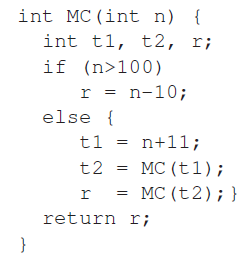 int MC(int n) {
  int t1, t2, r;
  if (n>100)
     r = n-10;
  else {
     t1 = n+11;
     t2 = MC(t1);
     r  = MC(t2);}
  return r;
}